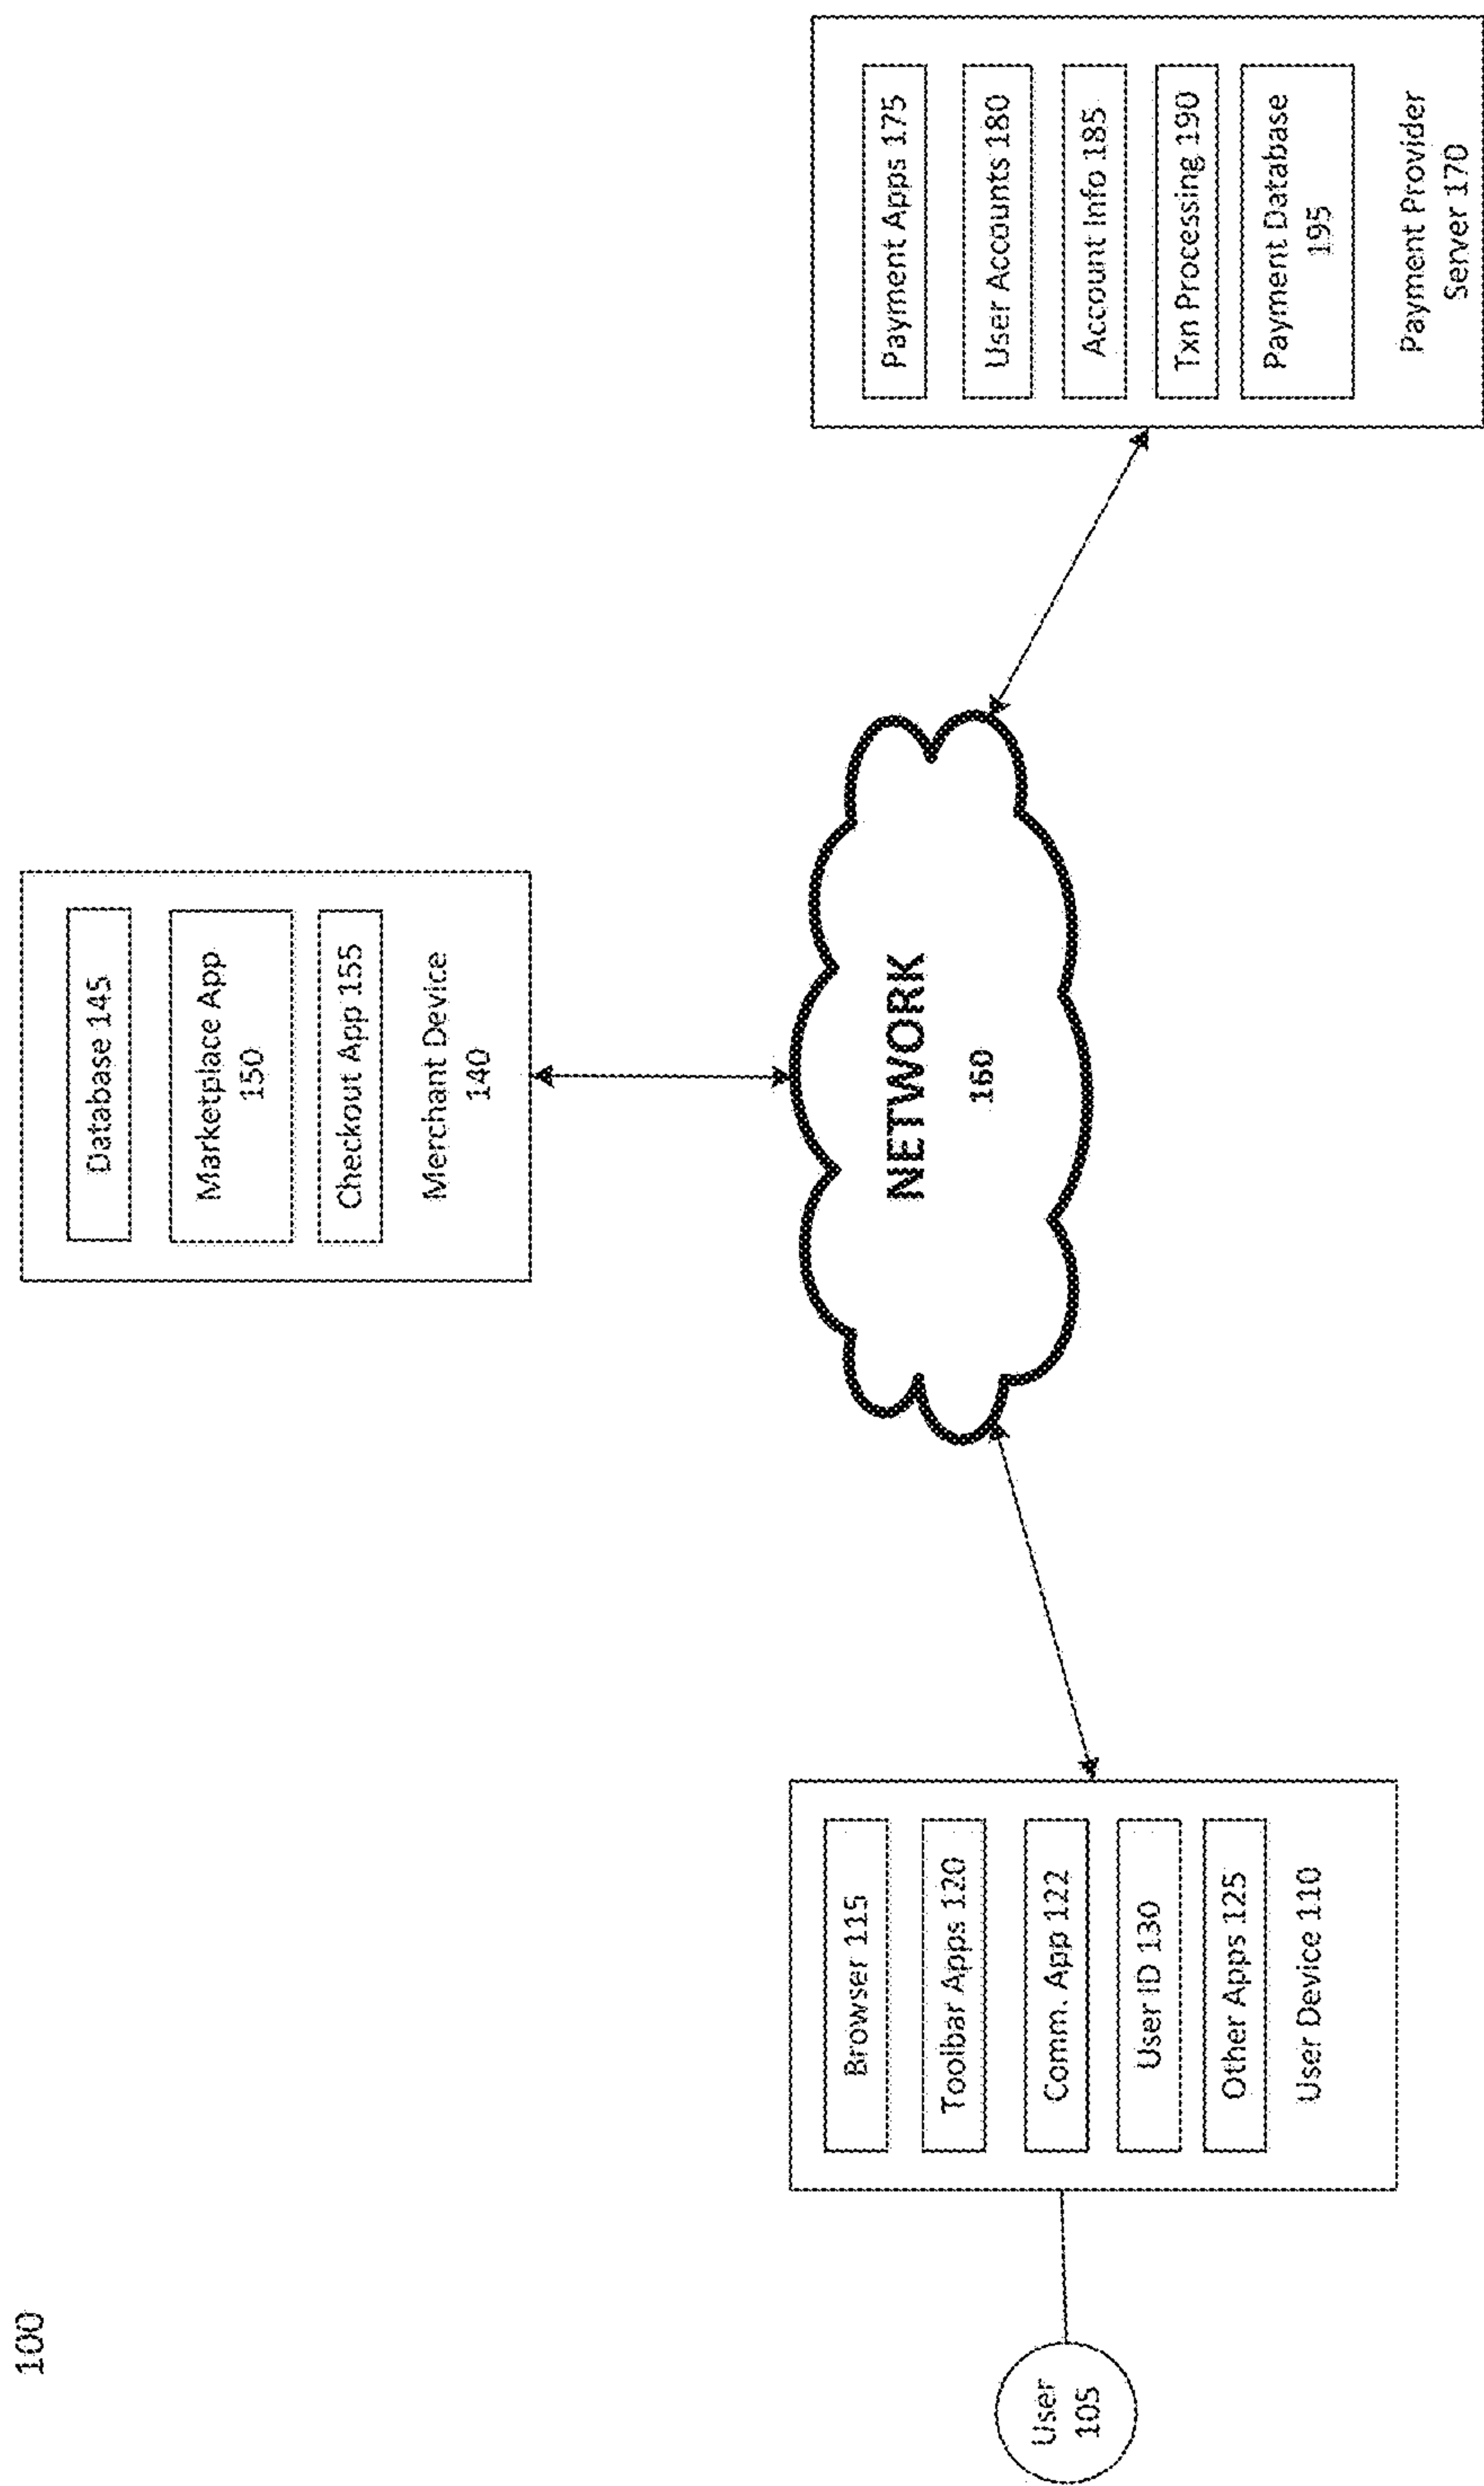 100
Database 145
Marketplace App
150
Checkout App 155
Merchant Device
140
NETWORK
160
User
105
Browser 115
Toolbar Apps 120
Comm. App 122
User ID 130
Other Apps 125
User Device 110
Payment Apps 175
User Accounts 180
Account Info 185
Txn Processing 190
Payment Database
195
Payment Provider
Server 170